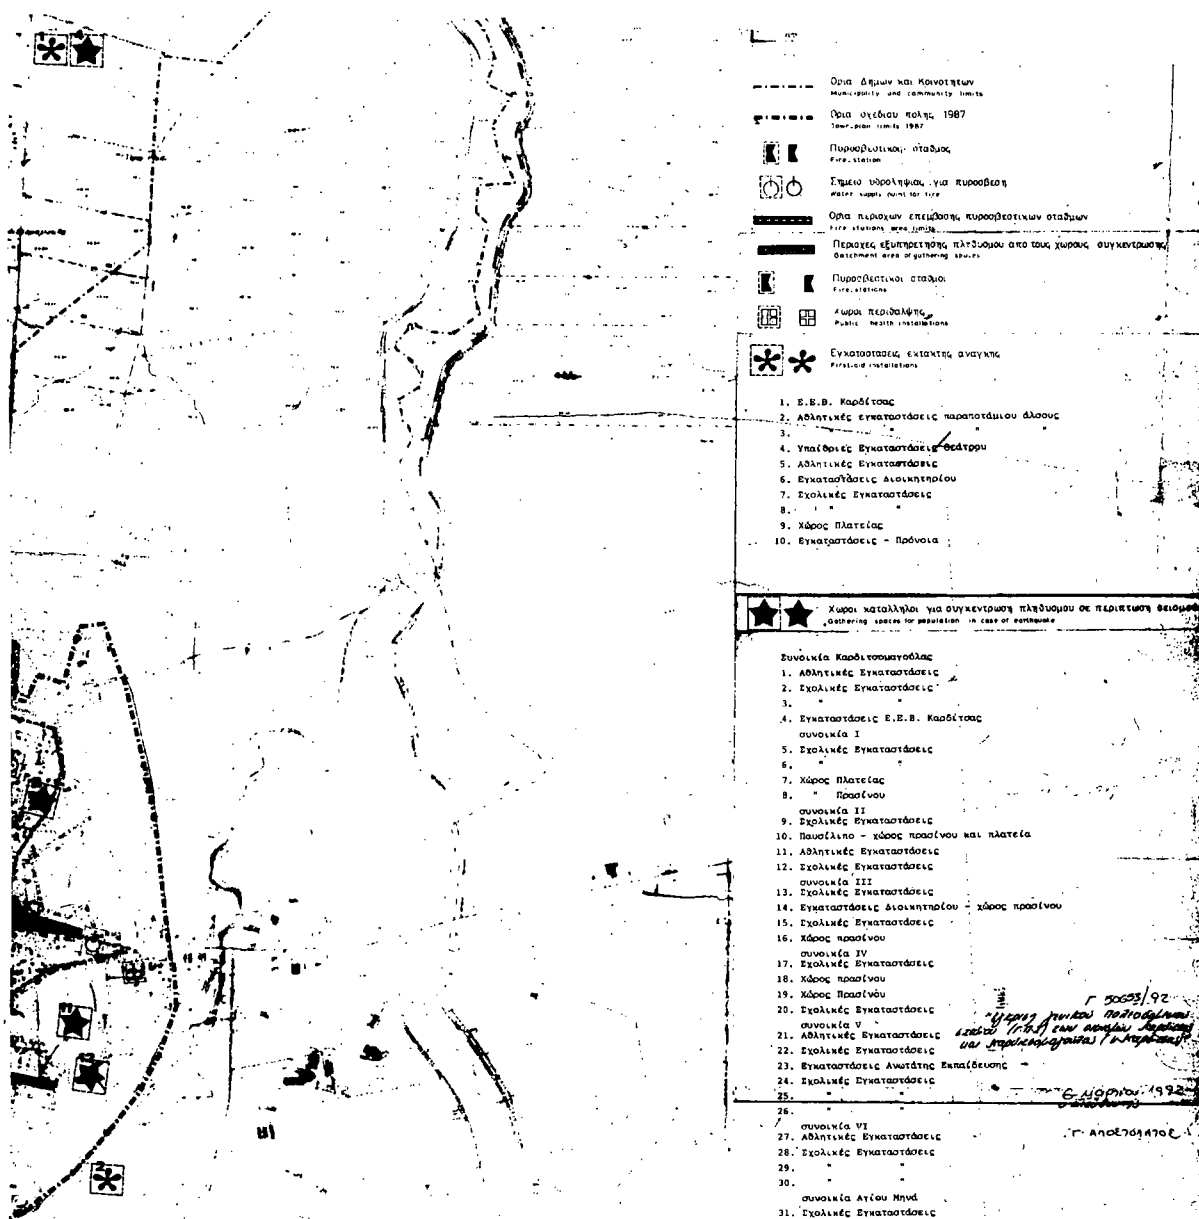 Ορια Δημων και Κοινοτητων
Municipality and community limits
Ορια σχεδιου πολης 1987
Town-plan limits 1987
Πυροσβεστικοι σταθμος
Fire station
Σημειο υδροληψιας για πυροσβεση
Water supply point for fire
Ορια περιοχων επεμβασης πυροσβεστικων σταθμων
Fire stations area limits
Περιοχες εξυπηρετησης πληθυσμου απο τους χωρους συγκεντρωσης
Catchment area of gathering spaces
Πυροσβεστικοι σταθμοι
Fire stations
Χωροι περιθαλψης
Public health installations
Εγκαταστασεις εκτακτης αναγκης
First-aid installations
1. Ε.Ε.Β. Καρδίτσας
2. Αθλητικές εγκαταστάσεις παραποτάμιου άλσους
3. " " "
4. Υπαίθριες Εγκαταστάσεις Θεάτρου
5. Αθλητικές Εγκαταστάσεις
6. Εγκαταστάσεις Διοικητηρίου
7. Σχολικές Εγκαταστάσεις
8. " "
9. Χώρος Πλατείας
10. Εγκαταστάσεις - Πρόνοια
Χωροι καταλληλοι για συγκεντρωση πληθυσμου σε περιπτωση σεισμου
Gathering spaces for population in case of earthquake
Συνοικία Καρδιτσομαγούλας
1. Αθλητικές Εγκαταστάσεις
2. Σχολικές Εγκαταστάσεις
3. " "
4. Εγκαταστάσεις Ε.Ε.Β. Καρδίτσας
συνοικία Ι
5. Σχολικές Εγκαταστάσεις
6. " "
7. Χώρος Πλατείας
8. " Πρασίνου
συνοικία ΙΙ
9. Σχολικές Εγκαταστάσεις
10. Παυσίλιπο - χώρος πρασίνου και πλατεία
11. Αθλητικές Εγκαταστάσεις
12. Σχολικές Εγκαταστάσεις
συνοικία ΙΙΙ
13. Σχολικές Εγκαταστάσεις
14. Εγκαταστάσεις Διοικητηρίου - χώρος πρασίνου
15. Σχολικές Εγκαταστάσεις
16. Χώρος πρασίνου
συνοικία IV
17. Σχολικές Εγκαταστάσεις
18. Χώρος πρασίνου
19. Χώρος Πρασίνου
20. Σχολικές Εγκαταστάσεις
συνοικία V
21. Αθλητικές Εγκαταστάσεις
22. Σχολικές Εγκαταστάσεις
23. Εγκαταστάσεις Ανωτάτης Εκπαίδευσης
24. Σχολικές Εγκαταστάσεις
25. " "
26. " "
συνοικία VI
27. Αθλητικές Εγκαταστάσεις
28. Σχολικές Εγκαταστάσεις
29. " "
30. " "
συνοικία Αγίου Μηνά
31. Σχολικές Εγκαταστάσεις
Γ 50653/92
6 Μαρτίου 1992
Γ. ΑΠΟΣΤΟΛΑΤΟΣ